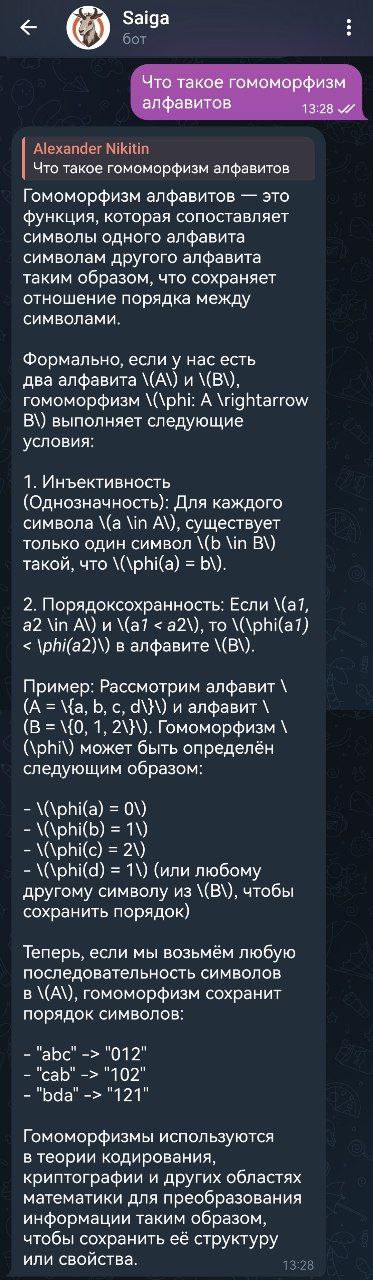 Saiga
бот
Что такое гомоморфизм
алфавитов
13:28
Alexander Nikitin
Что такое гомоморфизм алфавитов
Гомоморфизм алфавитов — это
функция, которая сопоставляет
символы одного алфавита
символам другого алфавита
таким образом, что сохраняет
отношение порядка между
символами.
Формально, если у нас есть
два алфавита \(A\) и \(B\),
гомоморфизм \(\phi: A \rightarrow
B\) выполняет следующие
условия:
1. Инъективность
(Однозначность): Для каждого
символа \(a \in A\), существует
только один символ \(b \in B\)
такой, что \(\phi(a) = b\).
2. Порядоксохранность: Если \(a1,
a2 \in A\) и \(a1 < a2\), то \(\phi(a1)
< \phi(a2)\) в алфавите \(B\).
Пример: Рассмотрим алфавит \
(A = \{a, b, c, d\}\) и алфавит \
(B = \{0, 1, 2\}\). Гомоморфизм \
(\phi\) может быть определён
следующим образом:
- \(\phi(a) = 0\)
- \(\phi(b) = 1\)
- \(\phi(c) = 2\)
- \(\phi(d) = 1\) (или любому
другому символу из \(B\), чтобы
сохранить порядок)
Теперь, если мы возьмём любую
последовательность символов
в \(A\), гомоморфизм сохранит
порядок символов:
- "abc" -> "012"
- "cab" -> "102"
- "bda" -> "121"
Гомоморфизмы используются
в теории кодирования,
криптографии и других областях
математики для преобразования
информации таким образом,
чтобы сохранить её структуру
или свойства.
13:28